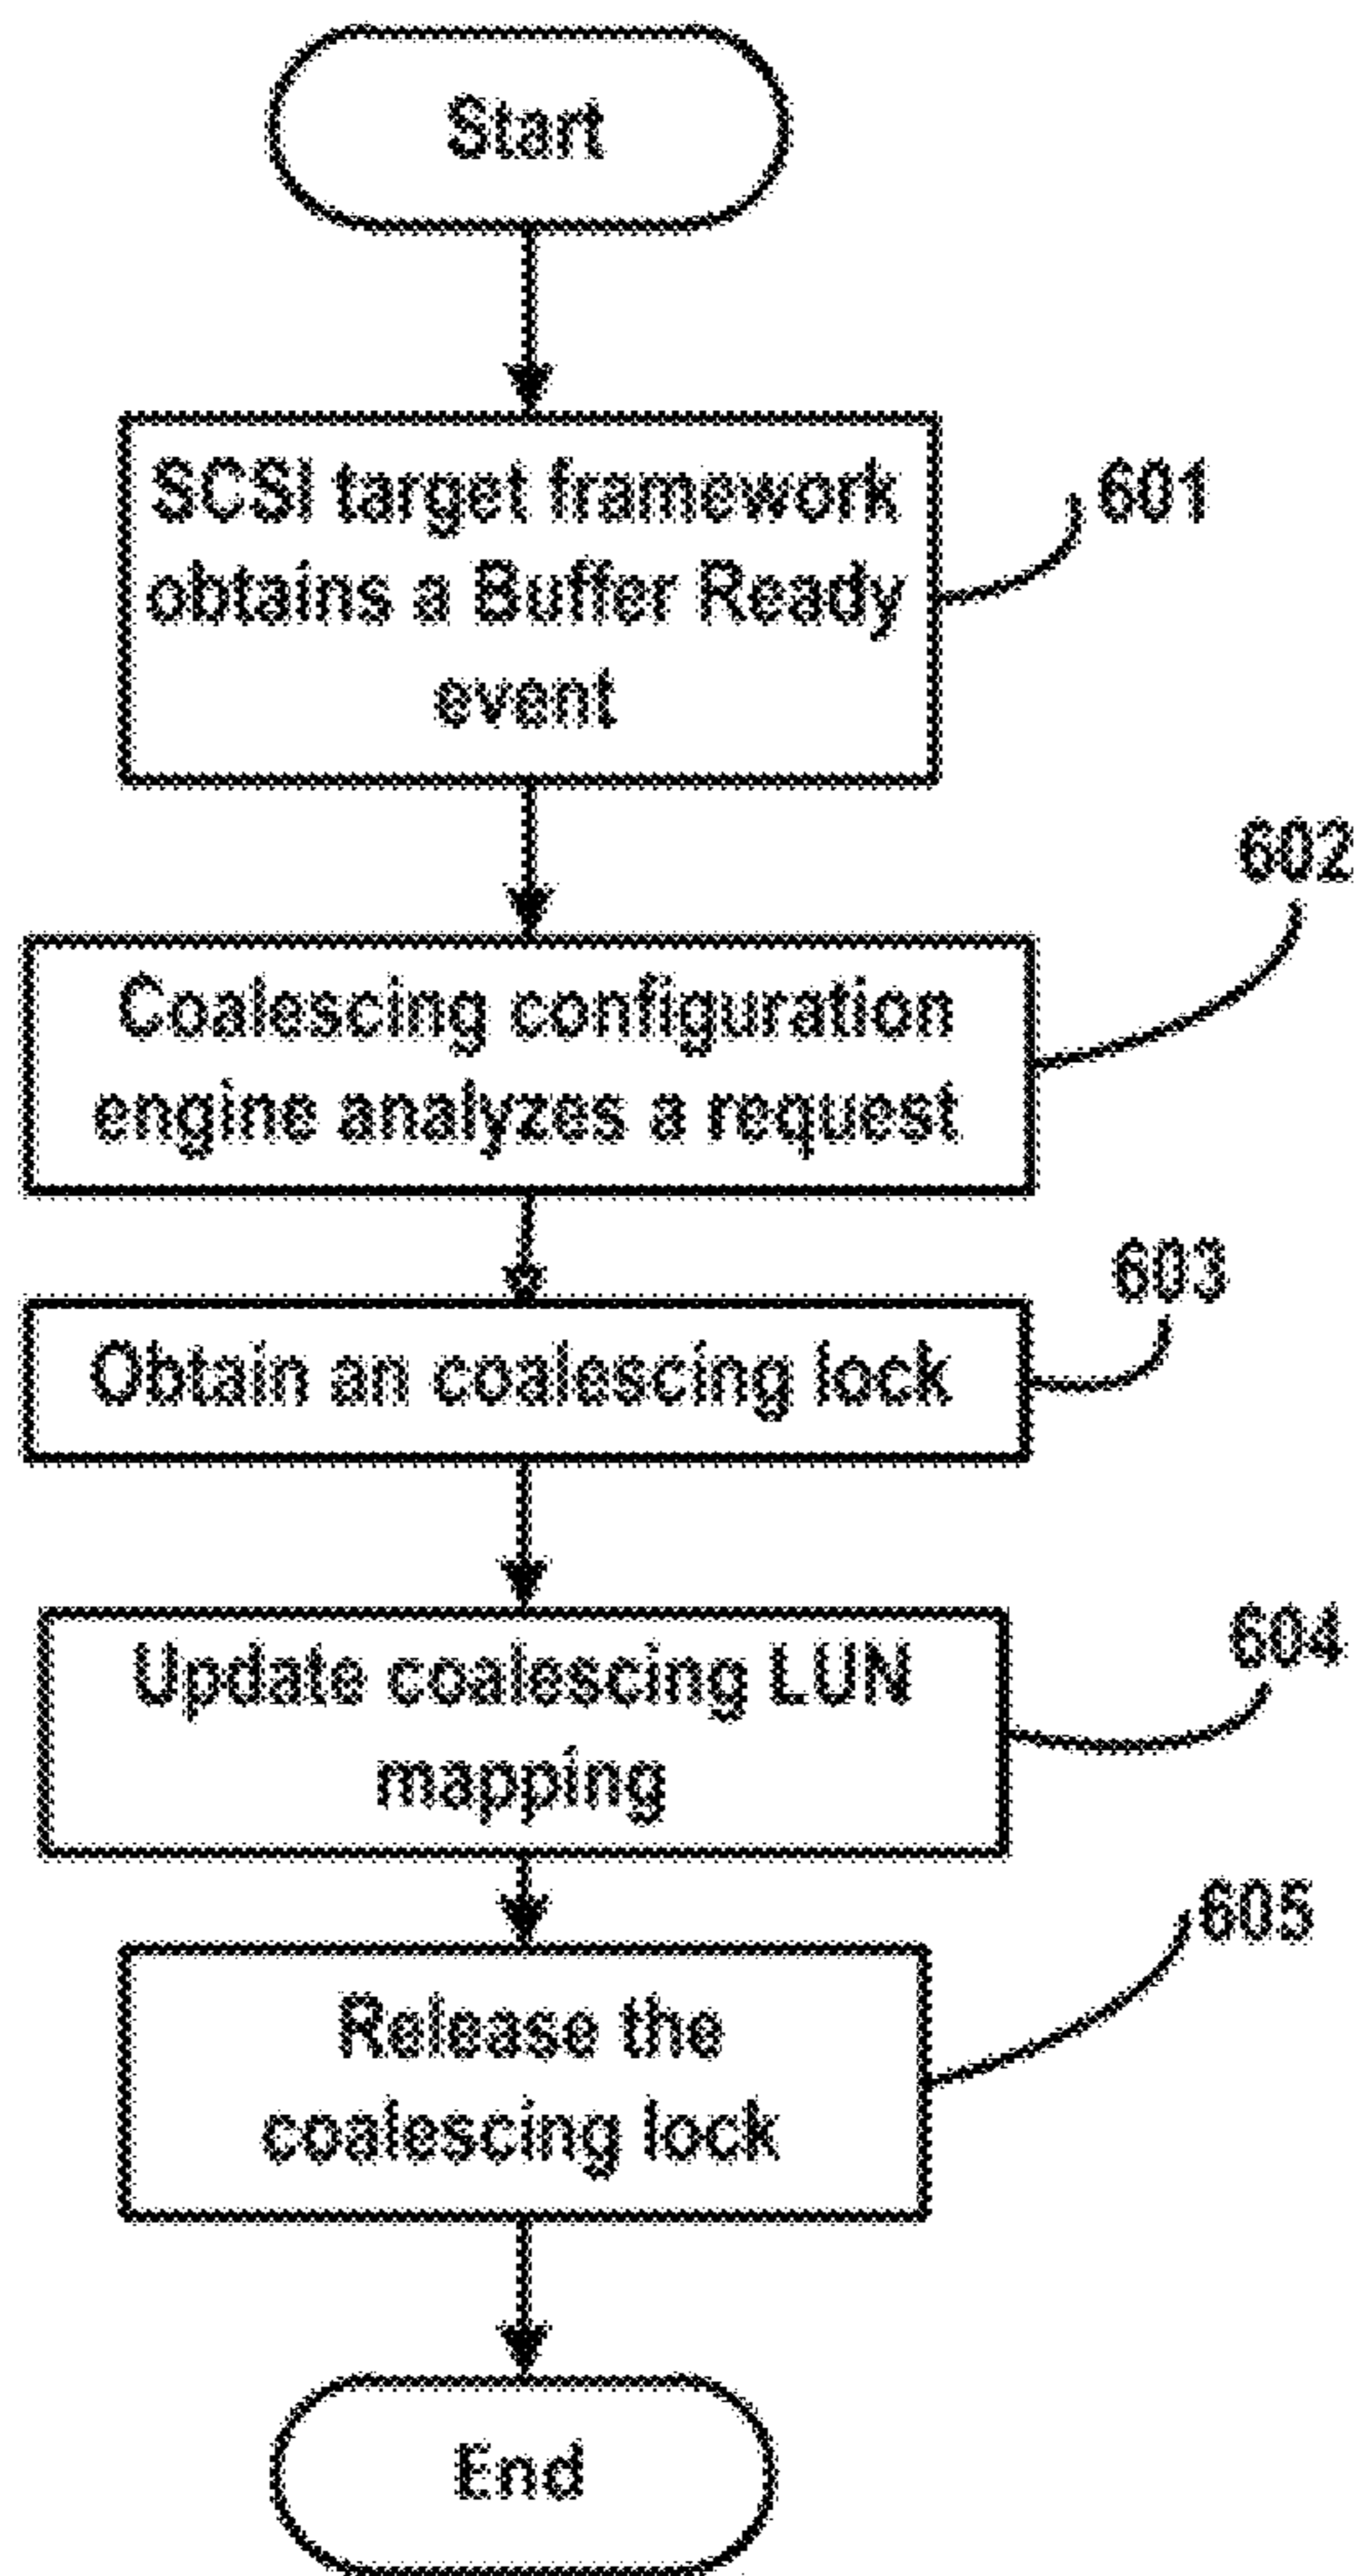 Start
SCSI target framework
obtains a Buffer Ready
event
601
602
Coalescing configuration
engine analyzes a request
603
Obtain an coalescing lock
604
Update coalescing LUN
mapping
605
Release the
coalescing lock
End